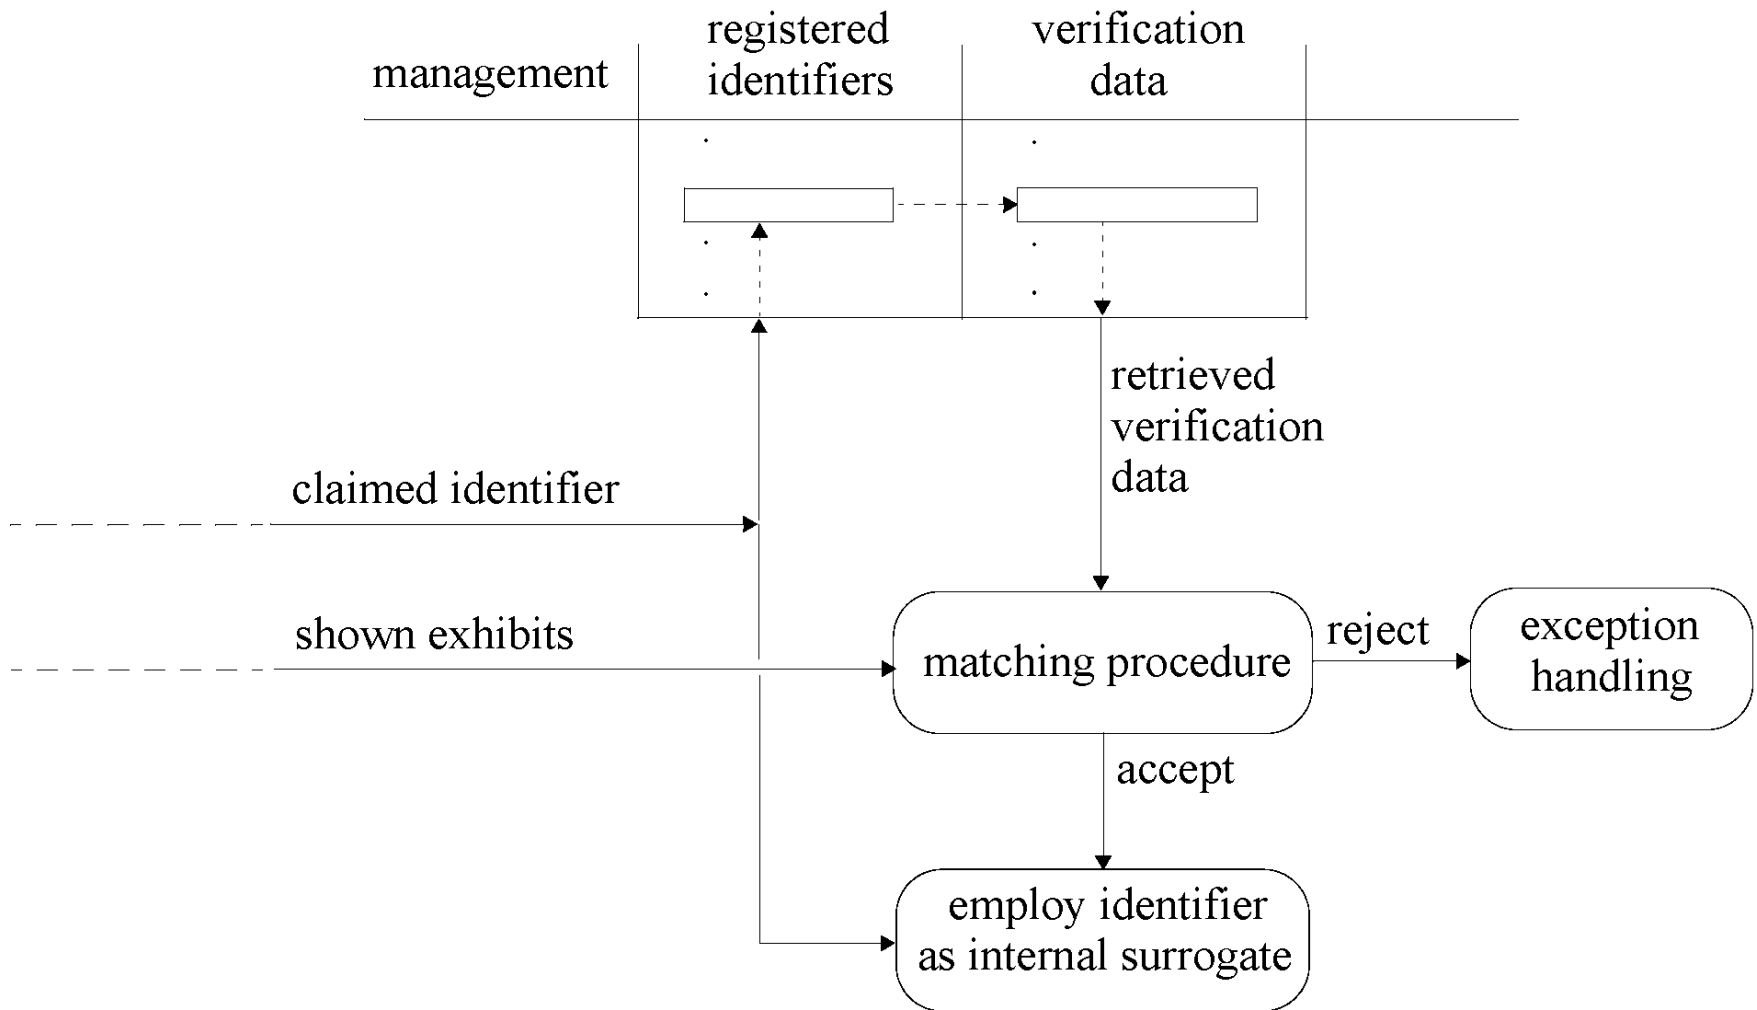 management
registered
identifiers
verification
data
retrieved
verification
data
claimed identifier
shown exhibits
matching procedure
reject
exception
handling
accept
employ identifier
as internal surrogate